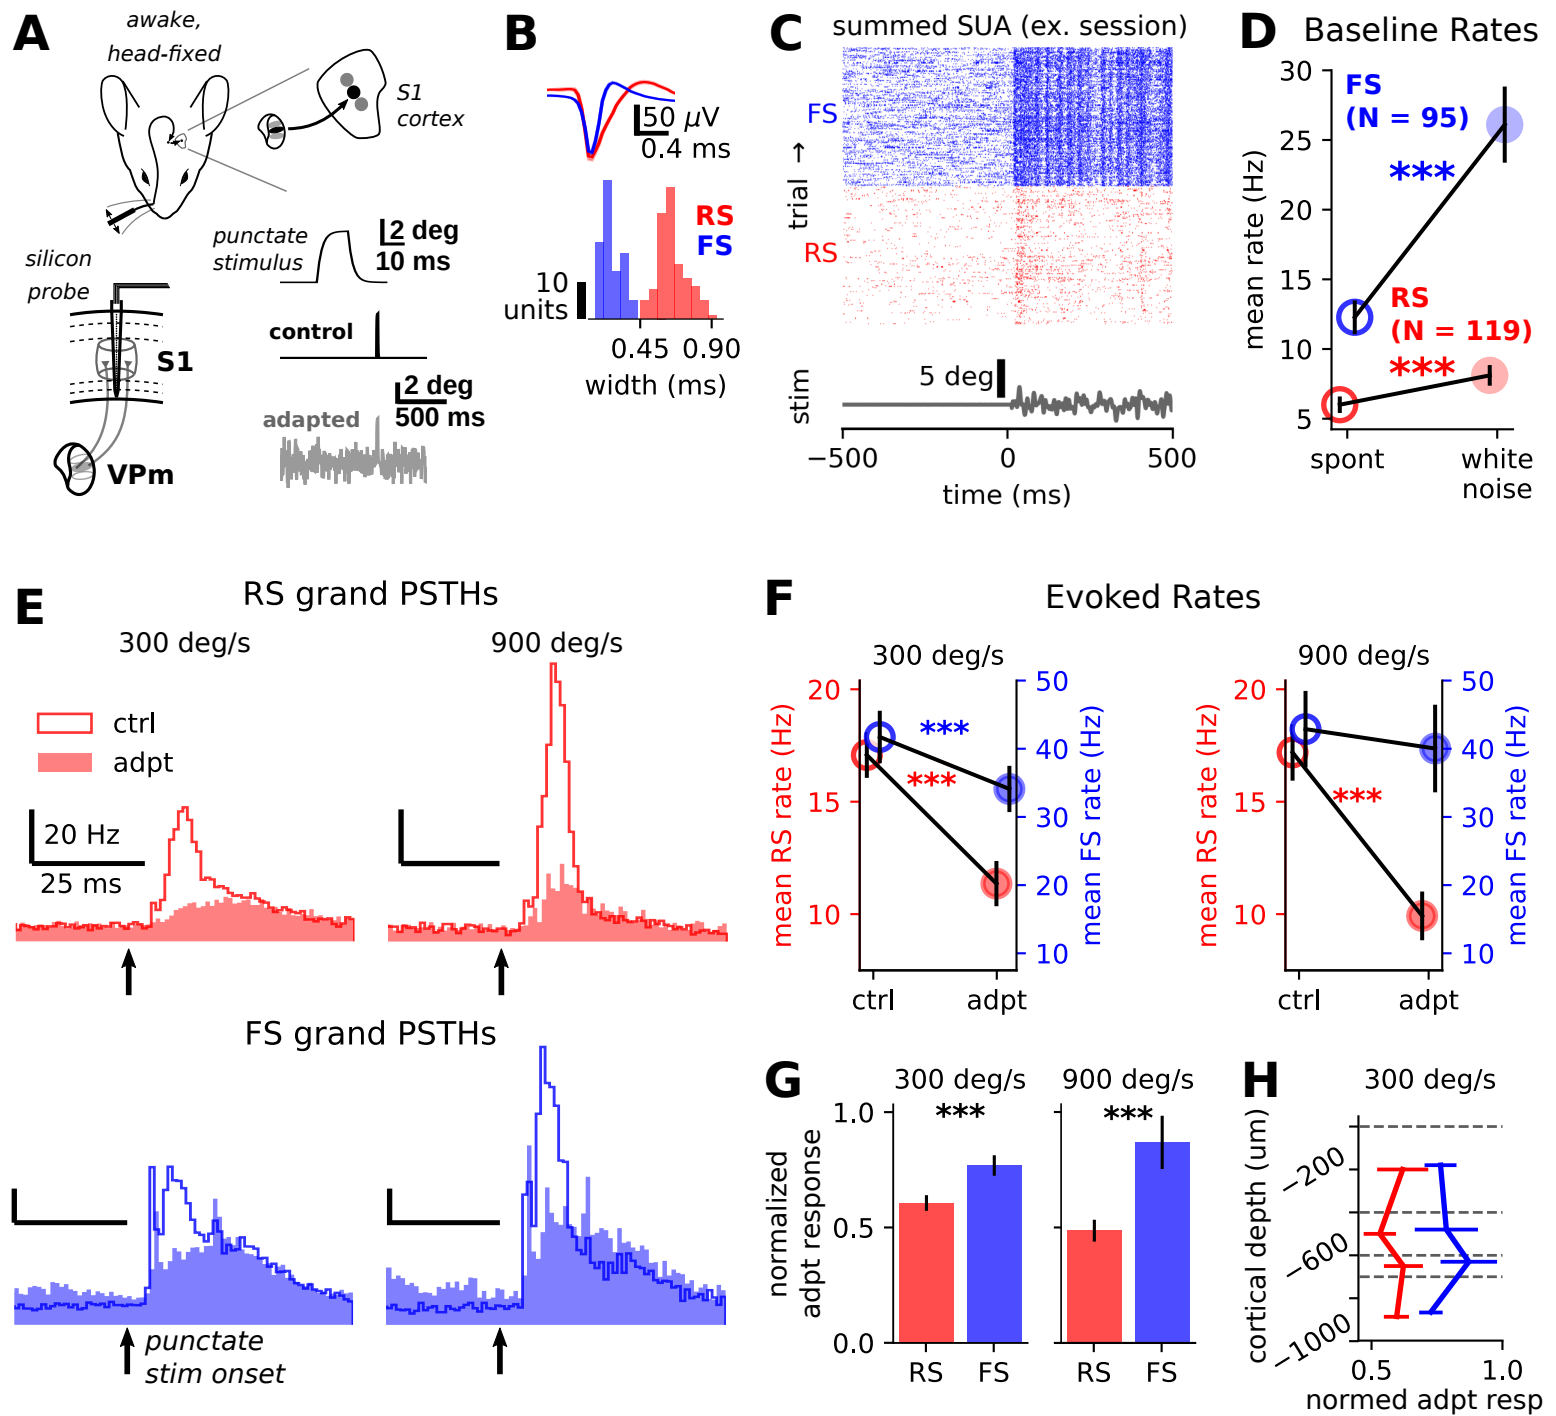 A
awake,
head-fixed
S1
cortex
silicon
probe
punctate
stimulus
2 deg
10 ms
control
2 deg
500 ms
adapted
S1
VPm
B
50 μV
0.4 ms
RS
FS
10
units
0.45 0.90
width (ms)
C summed SUA (ex. session)
FS
RS
trial →
stim
5 deg
−500 0 500
time (ms)
D Baseline Rates
mean rate (Hz)
30
25
20
15
10
5
FS
(N = 95)
***
RS
(N = 119)
***
spont white
noise
E RS grand PSTHs
300 deg/s 900 deg/s
ctrl
adpt
20 Hz
25 ms
FS grand PSTHs
punctate
stim onset
F Evoked Rates
300 deg/s
mean RS rate (Hz)
20
15
10
***
***
50
40
30
20
10
mean FS rate (Hz)
ctrl adpt
900 deg/s
mean RS rate (Hz)
20
15
10
***
50
40
30
20
10
mean FS rate (Hz)
ctrl adpt
G 300 deg/s 900 deg/s
normalized
adpt response
1.0
0.5
0.0
*** ***
RS FS RS FS
H 300 deg/s
cortical depth (um)
−200
−600
−1000
0.5 1.0
normed adpt resp